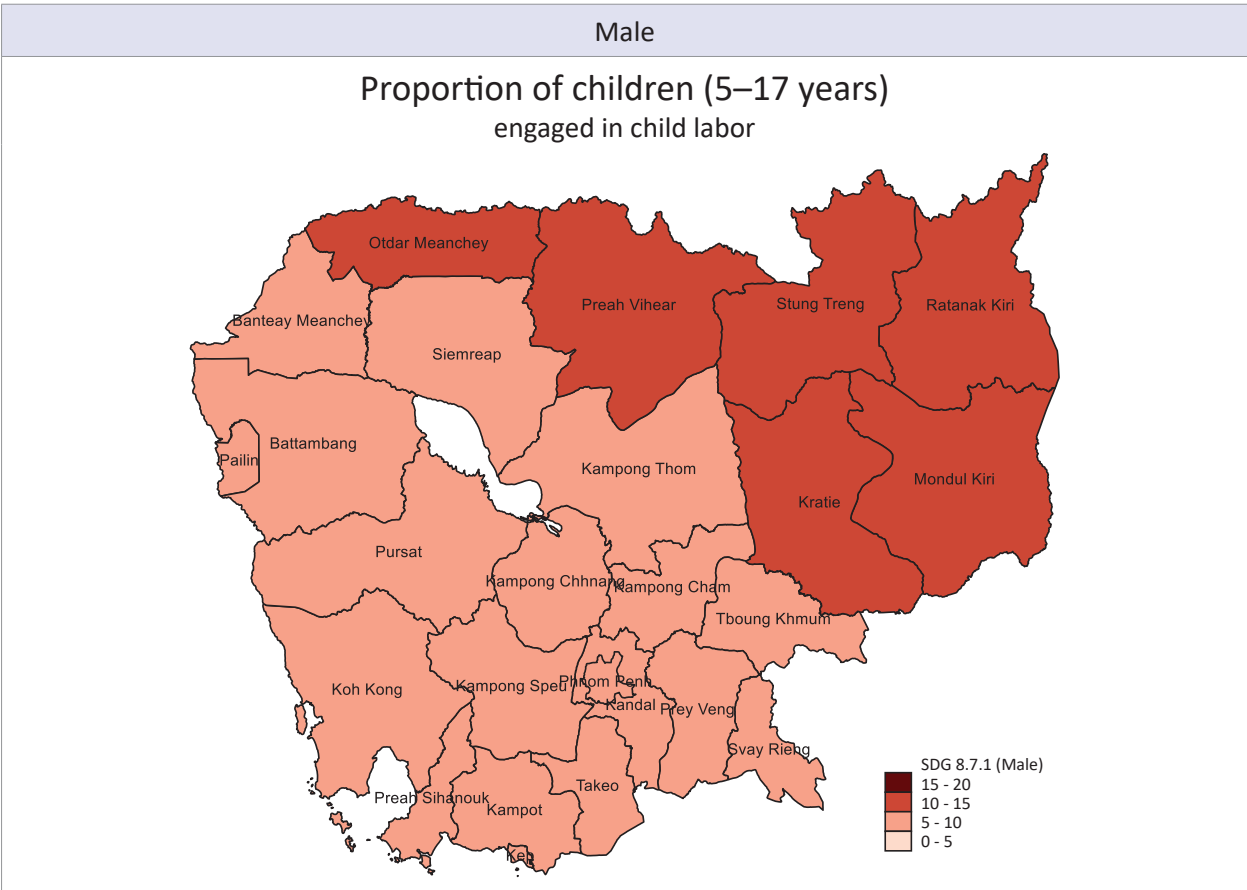 Male
Proportion of children (5–17 years)
engaged in child labor
Otdar Meanchey
Preah Vihear
Stung Treng
Ratanak Kiri
Banteay Meanchey
Siemreap
Battambang
Pailin
Kampong Thom
Mondul Kiri
Kratie
Pursat
Kampong Chhnang
Kampong Cham
Tboung Khmum
Koh Kong
Kampong Speu
Phnom Penh
Kandal
Prey Veng
Svay Rieng
Preah Sihanouk
Kampot
Takeo
Kep
SDG 8.7.1 (Male)
15 - 20
10 - 15
5 - 10
0 - 5